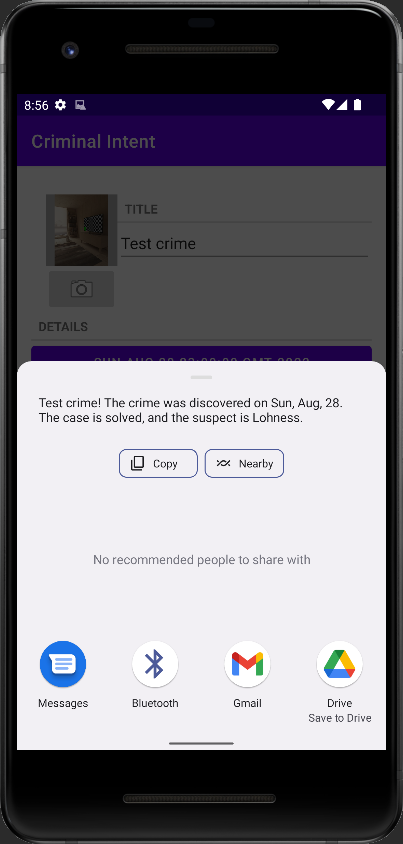 8:56
Criminal Intent
TITLE
Test crime
DETAILS
Test crime! The crime was discovered on Sun, Aug, 28.
The case is solved, and the suspect is Lohness.
Copy
Nearby
No recommended people to share with
Messages
Bluetooth
Gmail
Drive
Save to Drive